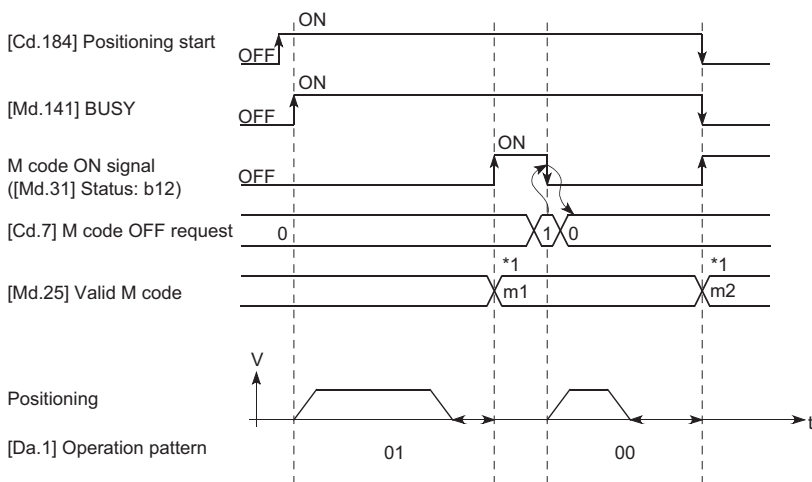 ON
[Cd.184] Positioning start
OFF
ON
[Md.141] BUSY
OFF
ON
M code ON signal
([Md.31] Status: b12)
OFF
[Cd.7] M code OFF request 0 1 0
*1 *1
[Md.25] Valid M code m1 m2
V
Positioning
t
[Da.1] Operation pattern 01 00